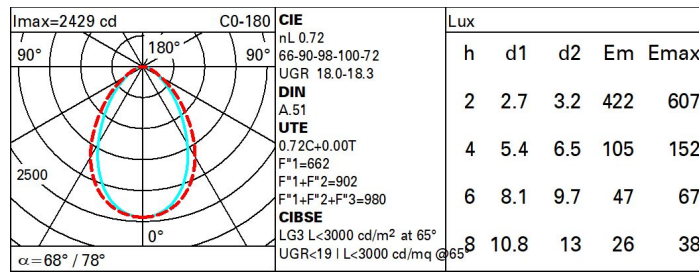 Imax=2429 cd C0-180
90° 180° 90°
2500
0°
α=68° / 78°
CIE
nL 0.72
66-90-98-100-72
UGR 18.0-18.3
DIN
A.51
UTE
0.72C+0.00T
F"1=662
F"1+F"2=902
F"1+F"2+F"3=980
CIBSE
LG3 L<3000 cd/m² at 65°
UGR<19 | L<3000 cd/mq @65°
Lux
h d1 d2 Em Emax
2 2.7 3.2 422 607
4 5.4 6.5 105 152
6 8.1 9.7 47 67
8 10.8 13 26 38